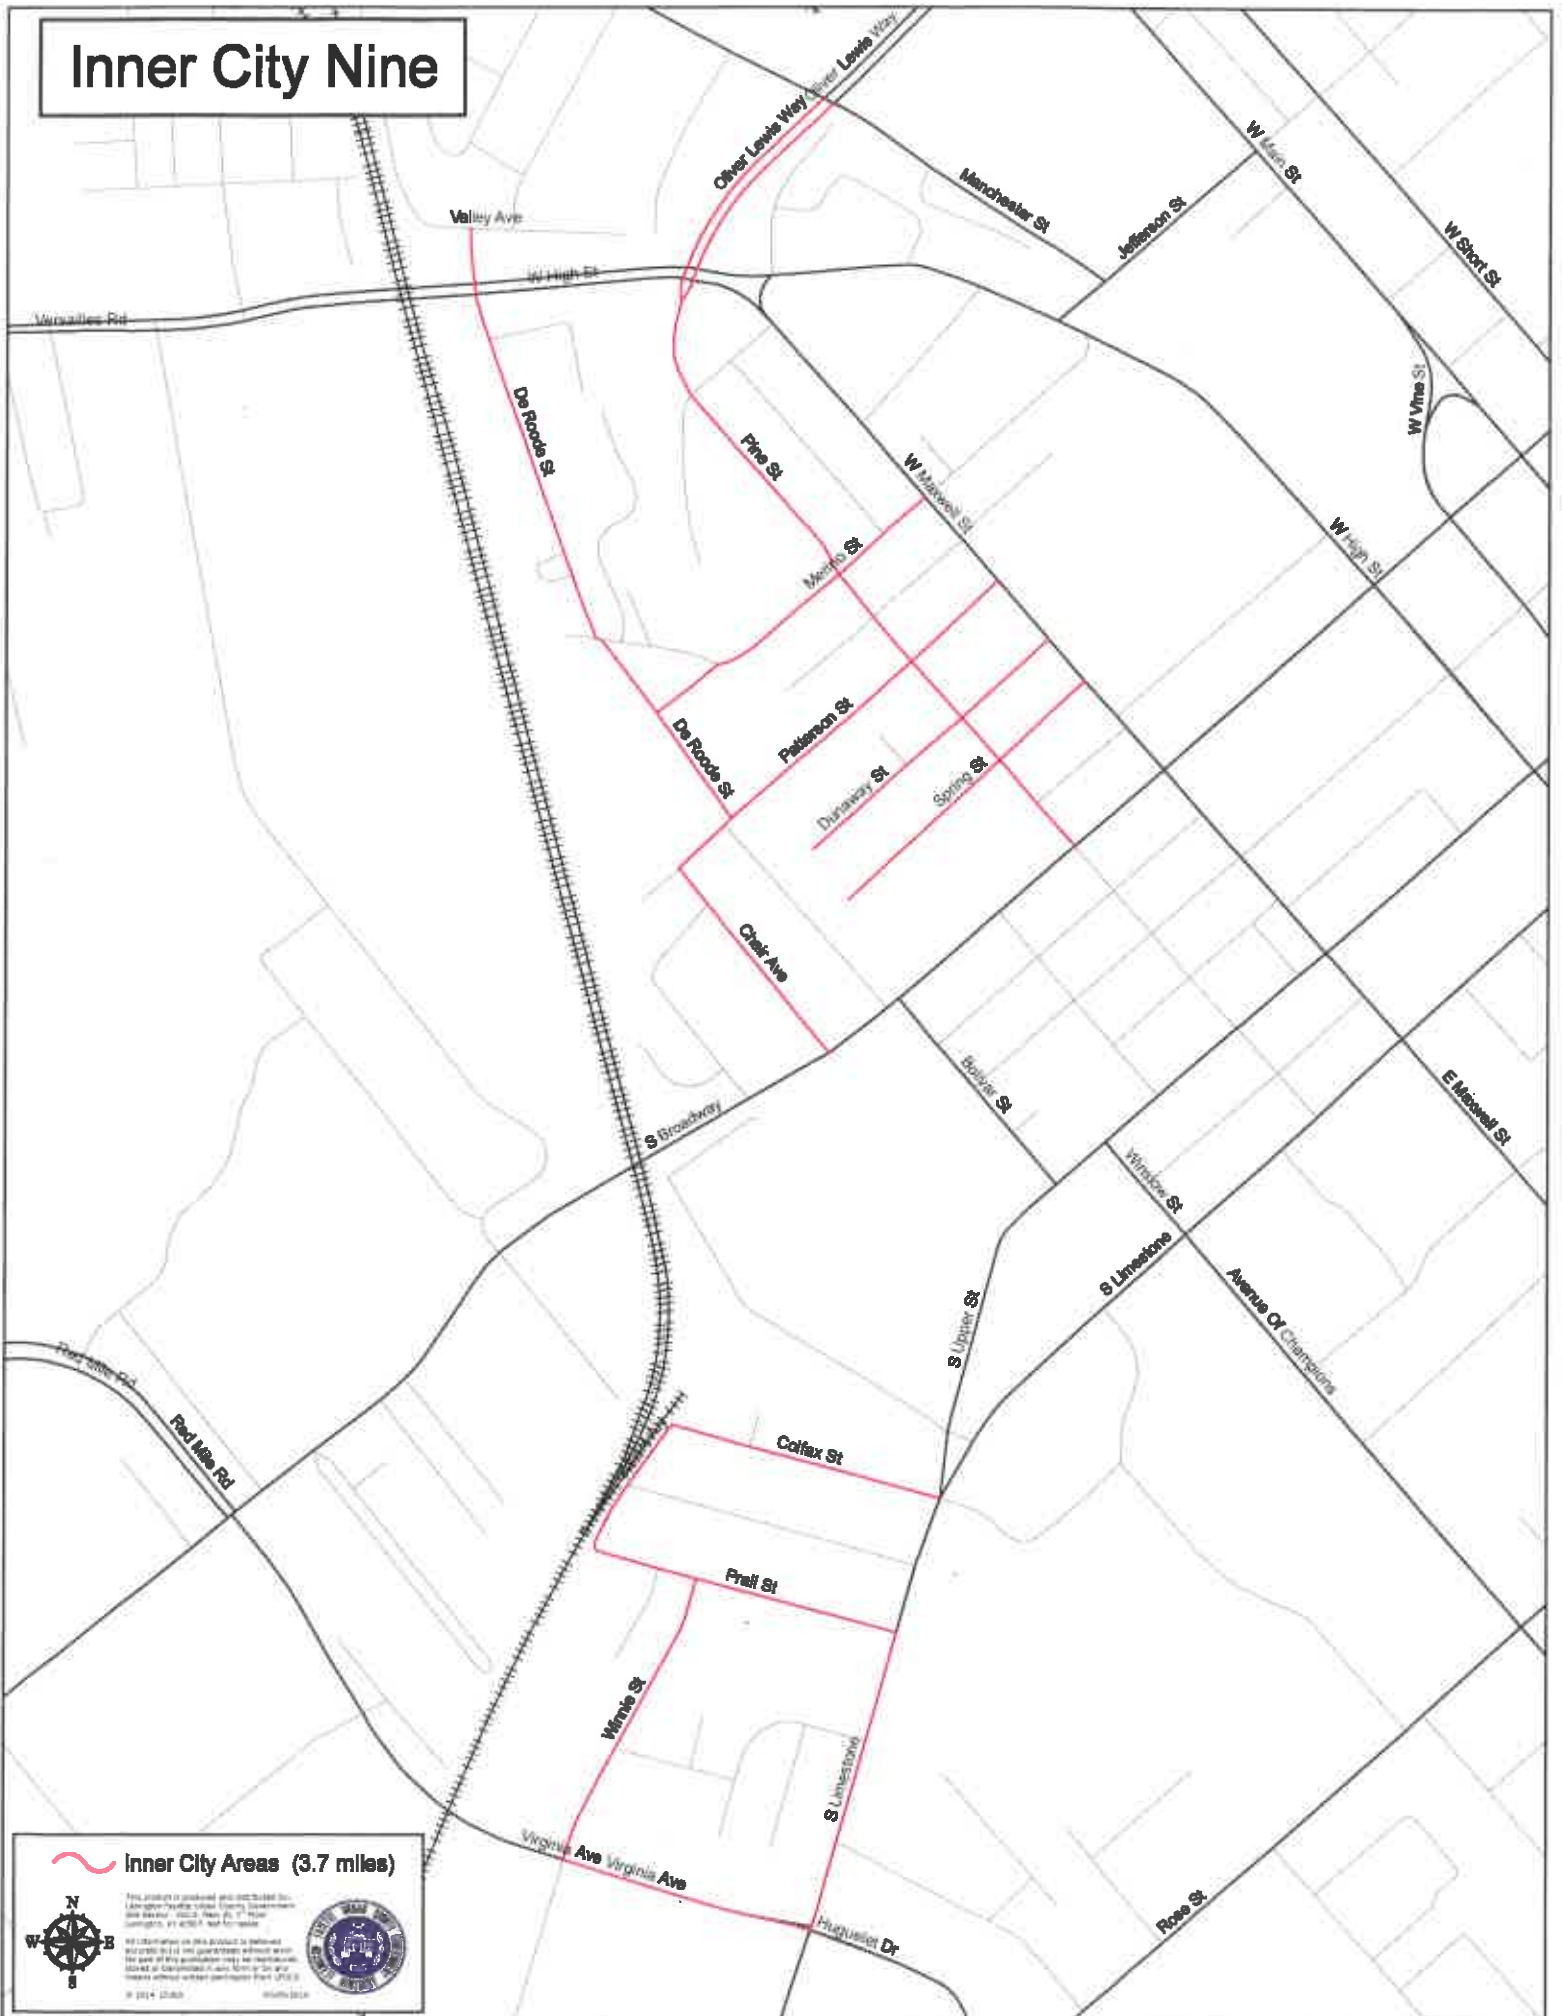 Inner City Nine
Oliver Lewis Way
Oliver Lewis Way
W Main St
Manchester St
Jefferson St
W Short St
Valley Ave
W High St
Versailles Rd
De Roode St
W Vine St
Pine St
W Maxwell St
W High St
Merino St
De Roode St
Patterson St
Dunaway St
Spring St
Chair Ave
Bolivar St
E Maxwell St
S Broadway
Winslow St
S Limestone
Avenue Of Champions
S Upper St
Red Mile Rd
Red Mile Rd
Colfax St
Prall St
Winnie St
S Limestone
Virginia Ave
Virginia Ave
Huguelet Dr
Rose St
Inner City Areas (3.7 miles)
N
W E
S